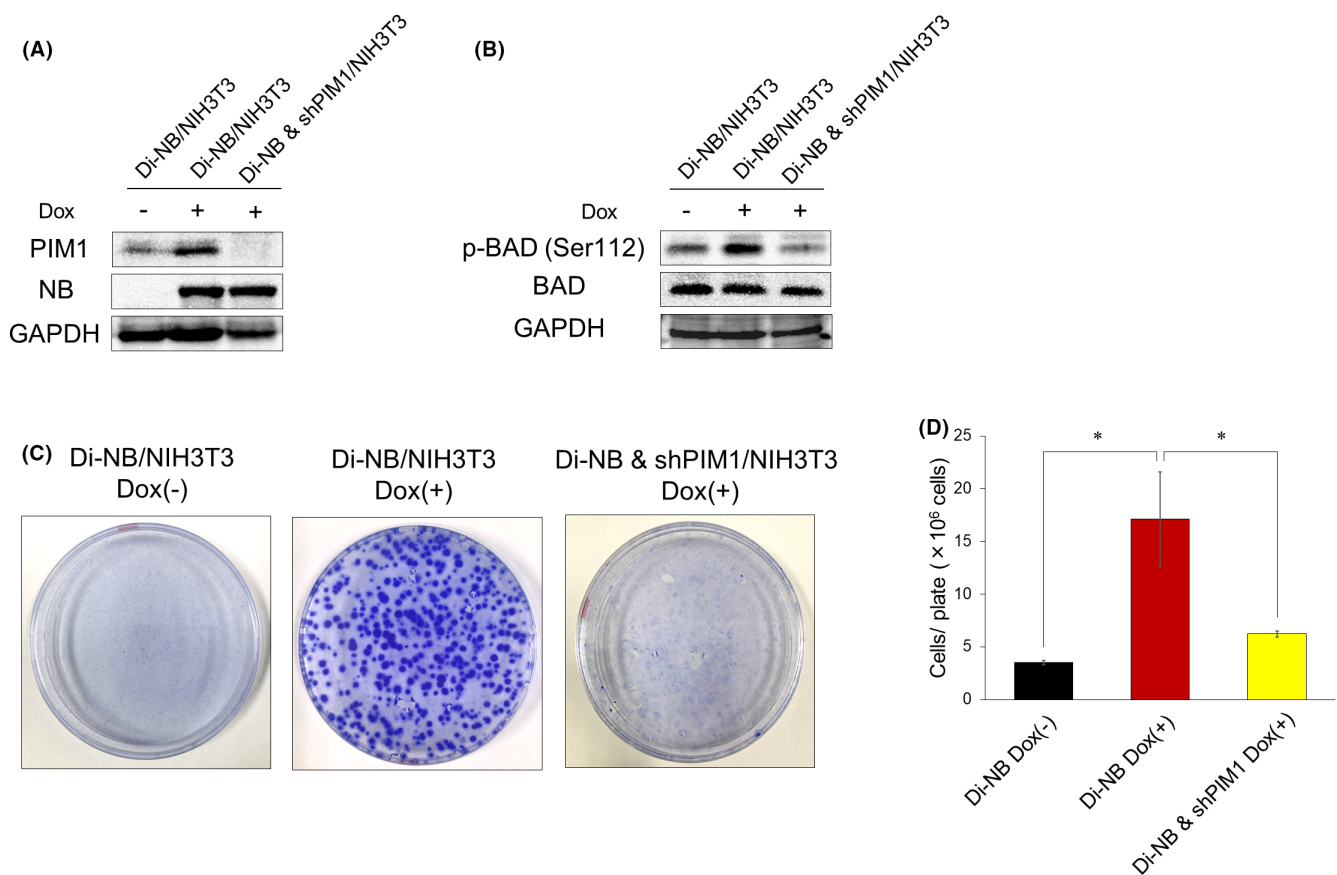 (A)
Di-NB/NIH3T3
Di-NB/NIH3T3
Di-NB & shPIM1/NIH3T3
Dox - + +
PIM1
NB
GAPDH
(B)
Di-NB/NIH3T3
Di-NB/NIH3T3
Di-NB & shPIM1/NIH3T3
Dox - + +
p-BAD (Ser112)
BAD
GAPDH
(C)
Di-NB/NIH3T3
Dox(-)
Di-NB/NIH3T3
Dox(+)
Di-NB & shPIM1/NIH3T3
Dox(+)
(D)
Cells/ plate ( × 10⁶ cells)
25
20
15
10
5
0
* *
Di-NB Dox(-)
Di-NB Dox(+)
Di-NB & shPIM1 Dox(+)